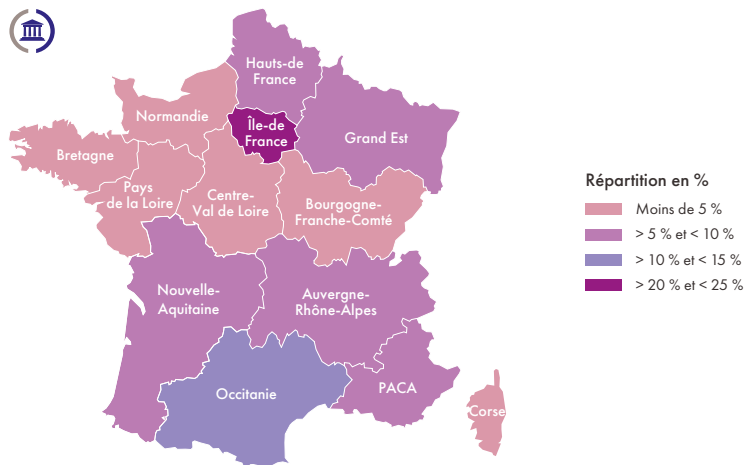 Hauts-de
France
Normandie
Île-de
France
Grand Est
Bretagne
Pays
de la Loire
Centre-
Val de Loire
Bourgogne-
Franche-Comté
Nouvelle-
Aquitaine
Auvergne-
Rhône-Alpes
Occitanie
PACA
Corse
Répartition en %
Moins de 5 %
> 5 % et < 10 %
> 10 % et < 15 %
> 20 % et < 25 %